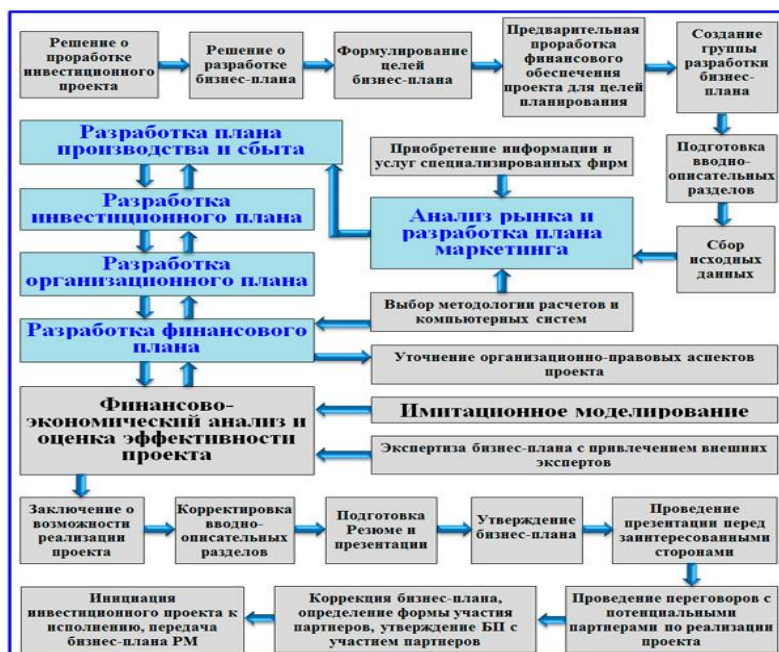 Решение о
проработке
инвестиционного
проекта
Решение о
разработке
бизнес-плана
Формулирование
целей
бизнес-плана
Предварительная
проработка
финансового
обеспечения
проекта для целей
планирования
Создание
группы
разработки
бизнес-
плана
Разработка плана
производства и сбыта
Приобретение информации и
услуг специализированных фирм
Подготовка
вводно-
описательных
разделов
Разработка
инвестиционного плана
Анализ рынка и
разработка плана
маркетинга
Сбор
исходных
данных
Разработка
организационного плана
Выбор методологии расчетов и
компьютерных систем
Разработка финансового
плана
Уточнение организационно-правовых аспектов
проекта
Финансово-
экономический анализ и
оценка эффективности
проекта
Имитационное моделирование
Экспертиза бизнес-плана с привлечением внешних
экспертов
Заключение о
возможности
реализации
проекта
Корректировка
вводно-
описательных
разделов
Подготовка
Резюме и
презентации
Утверждение
бизнес-плана
Проведение
презентации перед
заинтересованными
сторонами
Инициация
инвестиционного проекта к
исполнению, передача
бизнес-плана РМ
Коррекция бизнес-плана,
определение формы участия
партнеров, утверждение БП с
участием партнеров
Проведение переговоров с
потенциальными
партнерами по реализации
проекта